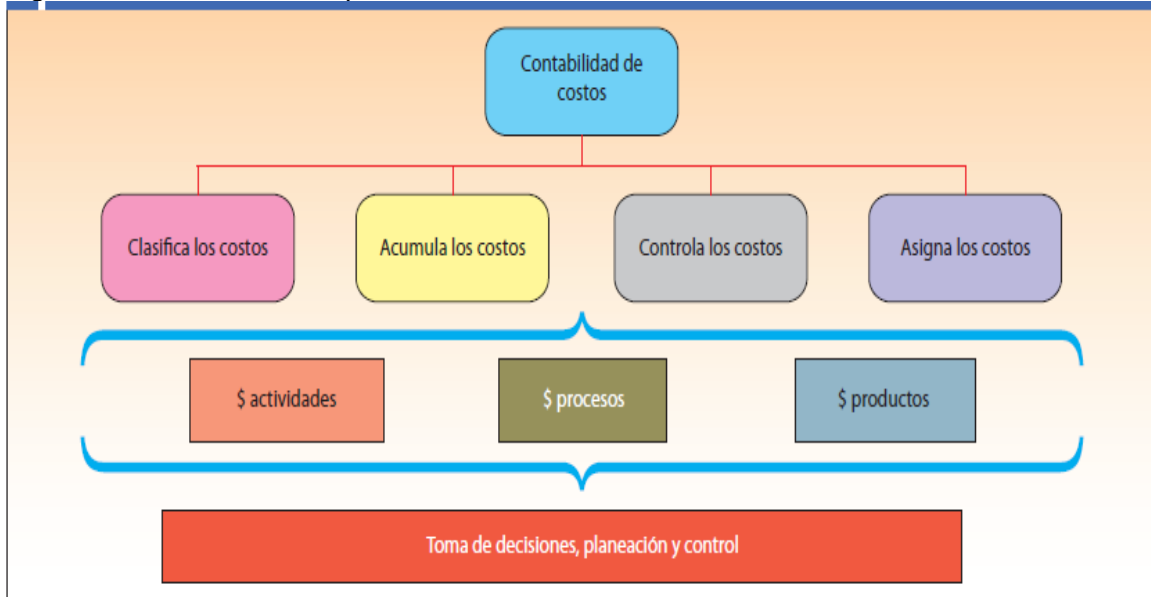 Contabilidad de
costos
Clasifica los costos
Acumula los costos
Controla los costos
Asigna los costos
$ actividades
$ procesos
$ productos
Toma de decisiones, planeación y control